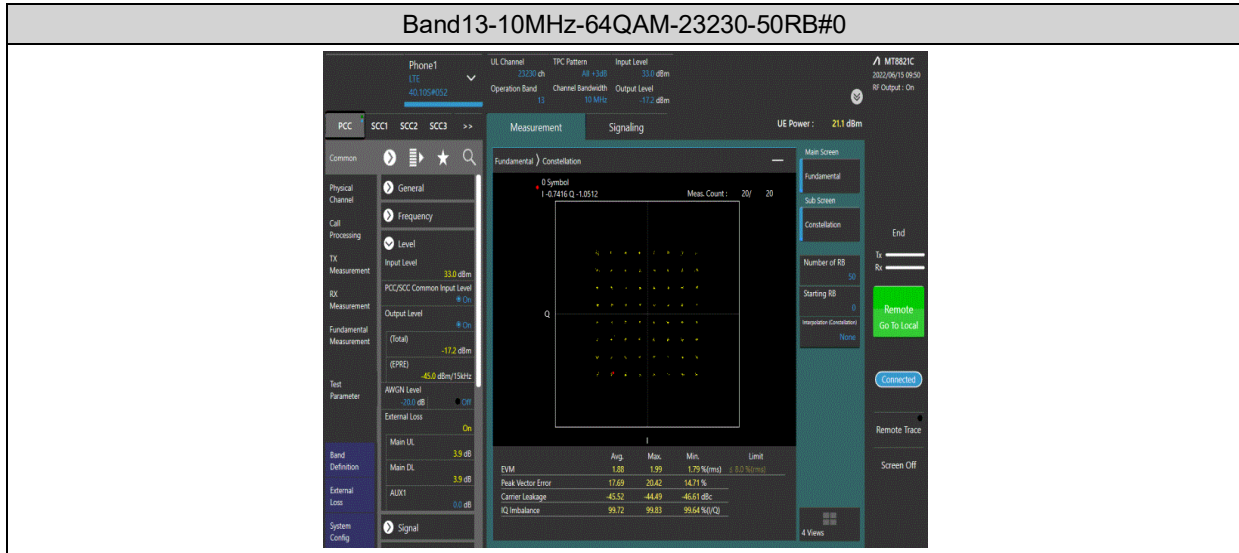 Band13-10MHz-64QAM-23230-50RB#0
Phone1
LTE
40.10S#052
UL Channel TPC Pattern Input Level
23230 ch All +3dB 33.0 dBm
Operation Band Channel Bandwidth Output Level
13 10 MHz -17.2 dBm
MT8821C
2022/06/15 09:50
RF Output : On
PCC SCC1 SCC2 SCC3 >>
Measurement Signaling
UE Power : 21.1 dBm
Common
Physical Channel
Call Processing
TX Measurement
RX Measurement
Fundamental Measurement
Test Parameter
Band Definition
External Loss
System Config
General
Frequency
Level
Input Level
33.0 dBm
PCC/SCC Common Input Level
On
Output Level
On
(Total)
-17.2 dBm
(EPRE)
-45.0 dBm/15kHz
AWGN Level
-20.0 dB Off
External Loss
On
Main UL
3.9 dB
Main DL
3.9 dB
AUX1
0.0 dB
Signal
Fundamental ) Constellation
0 Symbol
I -0.7416 Q -1.0512 Meas. Count : 20/ 20
Q
I
Avg. Max. Min. Limit
EVM 1.88 1.99 1.79 %(rms) ≤ 8.0 %(rms)
Peak Vector Error 17.69 20.42 14.71 %
Carrier Leakage -45.52 -44.49 -46.61 dBc
IQ Imbalance 99.72 99.83 99.64 %(I/Q)
Main Screen
Fundamental
Sub Screen
Constellation
Number of RB
50
Starting RB
0
Interpolation (Constellation)
None
4 Views
End
Tx
Rx
Remote
Go To Local
Connected
Remote Trace
Screen Off